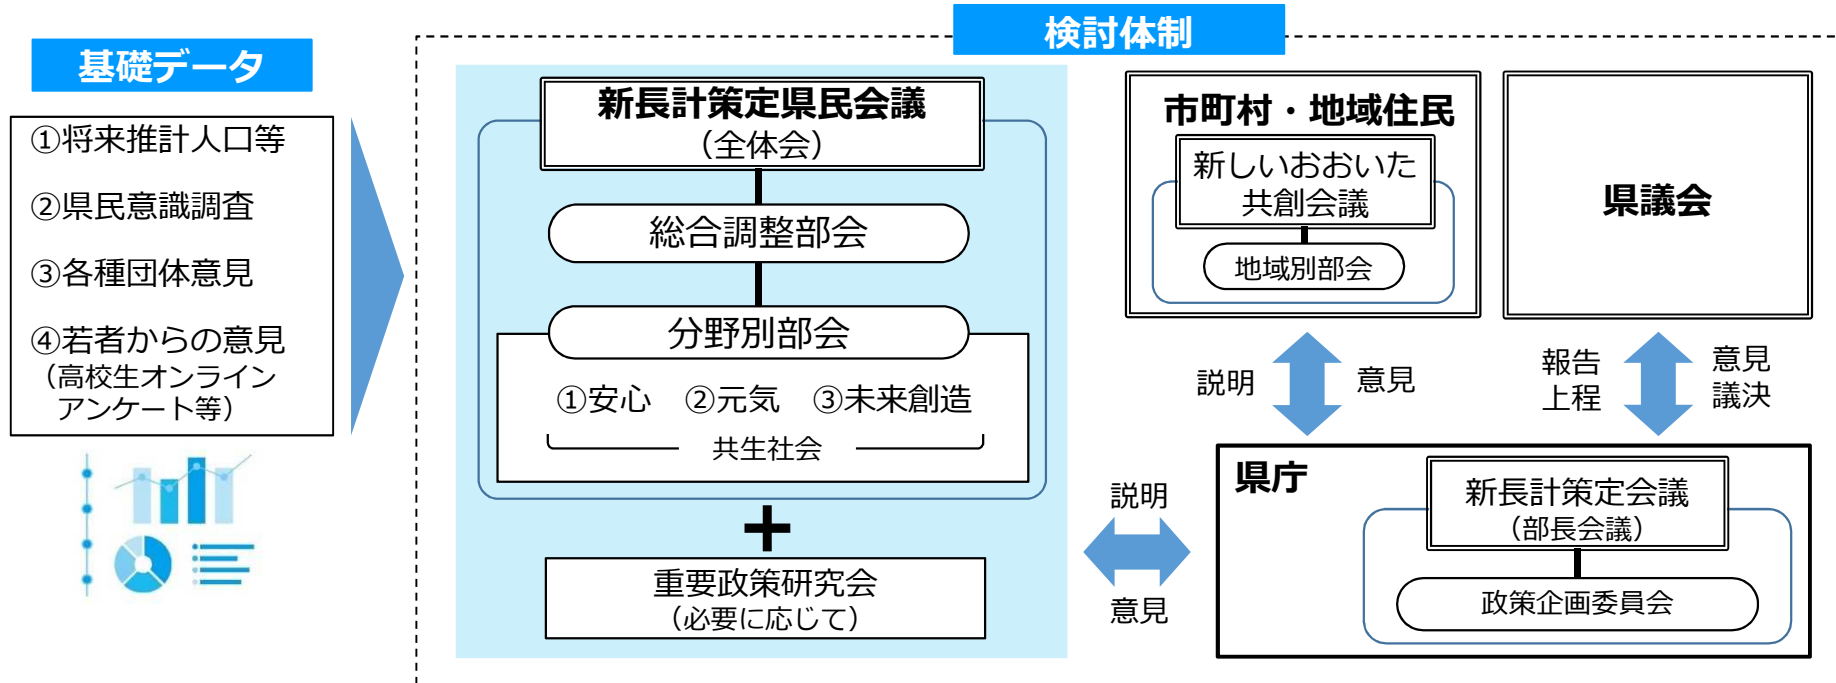 基礎データ
①将来推計人口等
②県民意識調査
③各種団体意見
④若者からの意見
（高校生オンライン
アンケート等）
検討体制
新長計策定県民会議
（全体会）
総合調整部会
分野別部会
①安心 ②元気 ③未来創造
共生社会
＋
重要政策研究会
（必要に応じて）
市町村・地域住民
新しいおおいた
共創会議
地域別部会
県議会
説明
意見
報告
上程
意見
議決
説明
意見
県庁
新長計策定会議
（部長会議）
政策企画委員会